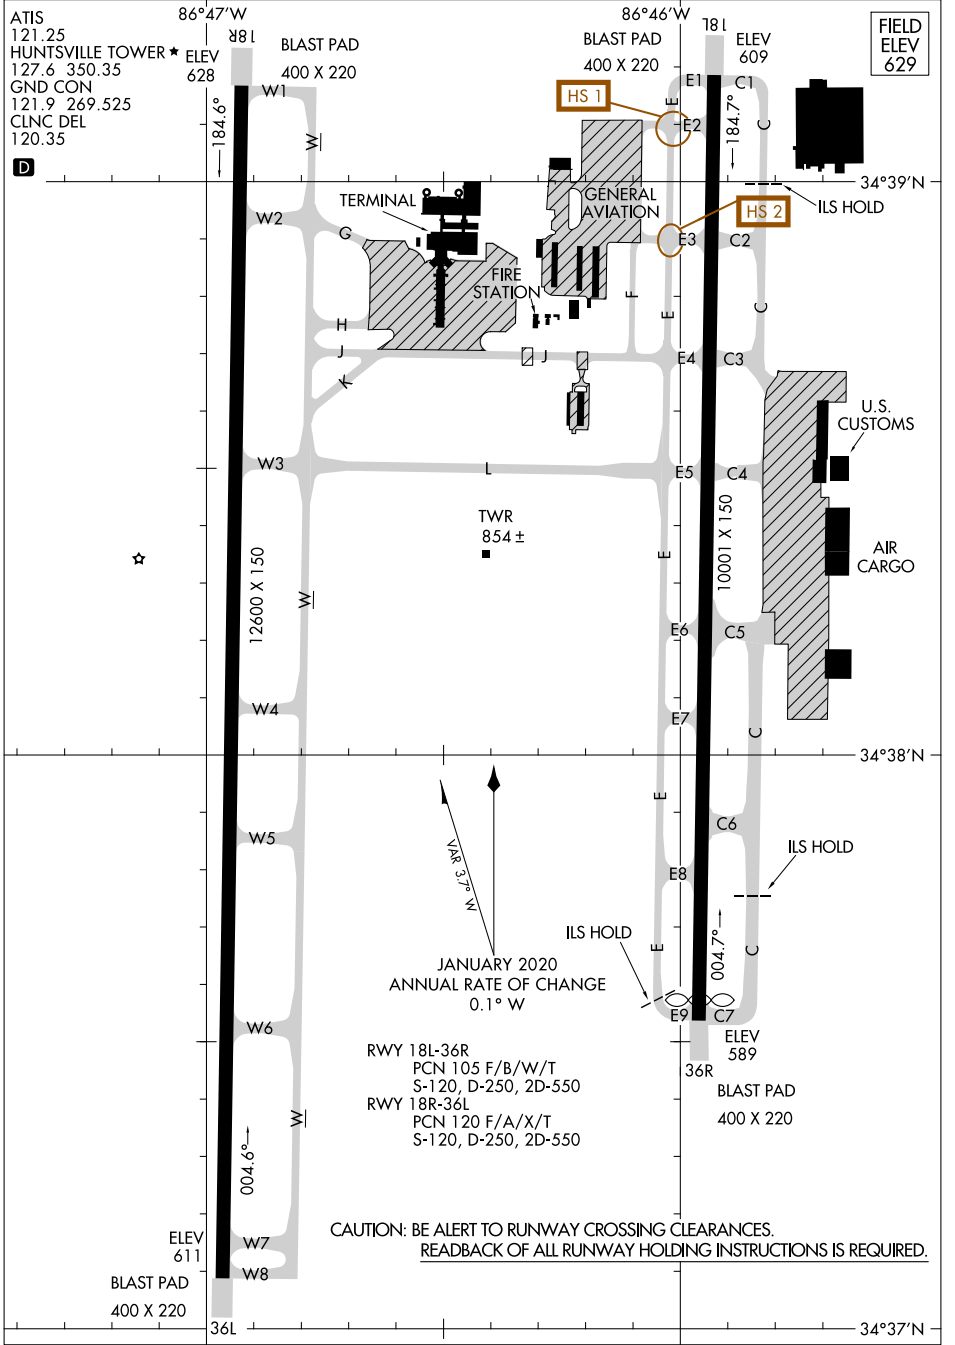 ATIS
121.25
HUNTSVILLE TOWER ★
127.6 350.35
GND CON
121.9 269.525
CLNC DEL
120.35
D
86°47'W
86°46'W
18R
ELEV
628
BLAST PAD
400 X 220
BLAST PAD
400 X 220
18L
ELEV
609
FIELD
ELEV
629
HS 1
E1
C1
E
E2
C
W1
W
184.6°
184.7°
34°39'N
ILS HOLD
TERMINAL
GENERAL
AVIATION
HS 2
W2
G
E3
C2
FIRE
STATION
F
E
C
H
J
J
E4
C3
K
U.S.
CUSTOMS
W3
L
E5
C4
TWR
854 ±
12600 X 150
10001 X 150
E
AIR
CARGO
W
E6
C5
W4
E7
C
34°38'N
E
VAR 3.7° W
W5
C6
ILS HOLD
E8
ILS HOLD
E
004.7°
C
JANUARY 2020
ANNUAL RATE OF CHANGE
0.1° W
E9
C7
W6
ELEV
589
36R
RWY 18L-36R
PCN 105 F/B/W/T
S-120, D-250, 2D-550
RWY 18R-36L
PCN 120 F/A/X/T
S-120, D-250, 2D-550
BLAST PAD
400 X 220
W
004.6°
CAUTION: BE ALERT TO RUNWAY CROSSING CLEARANCES.
READBACK OF ALL RUNWAY HOLDING INSTRUCTIONS IS REQUIRED.
ELEV
611
W7
W8
BLAST PAD
400 X 220
36L
34°37'N